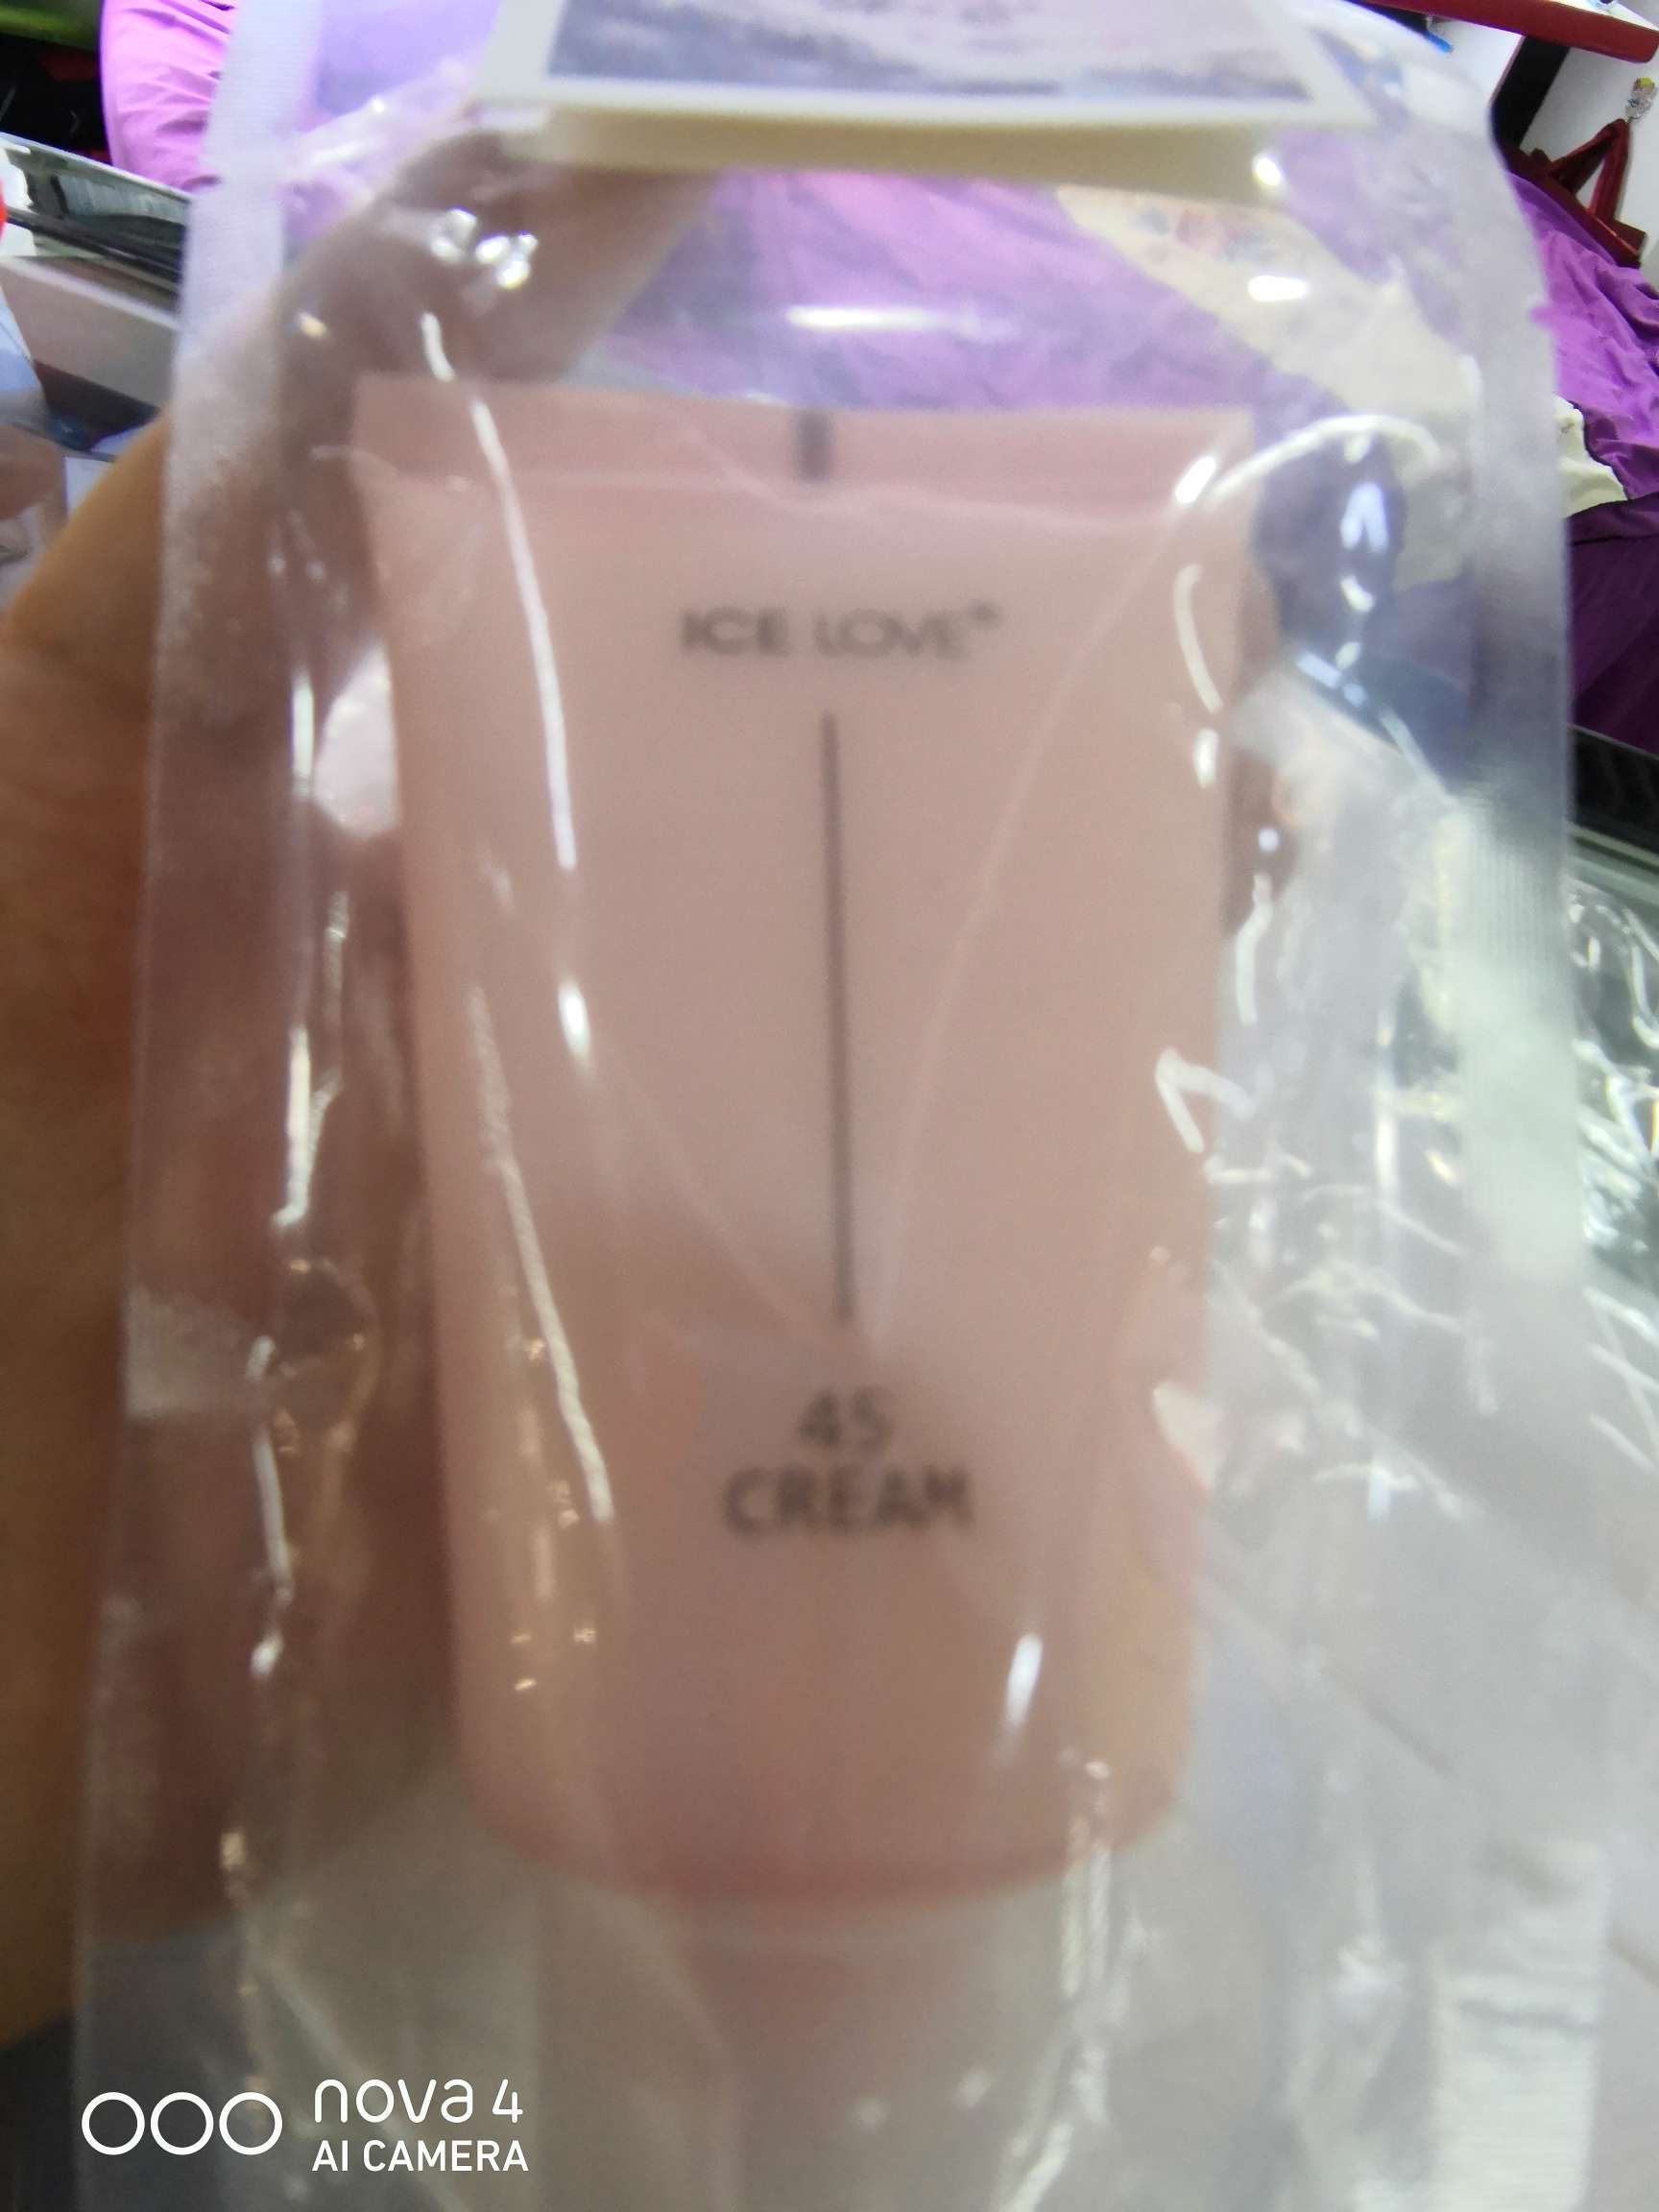 ICE LOVE+
45
CREAM
nova 4
AI CAMERA